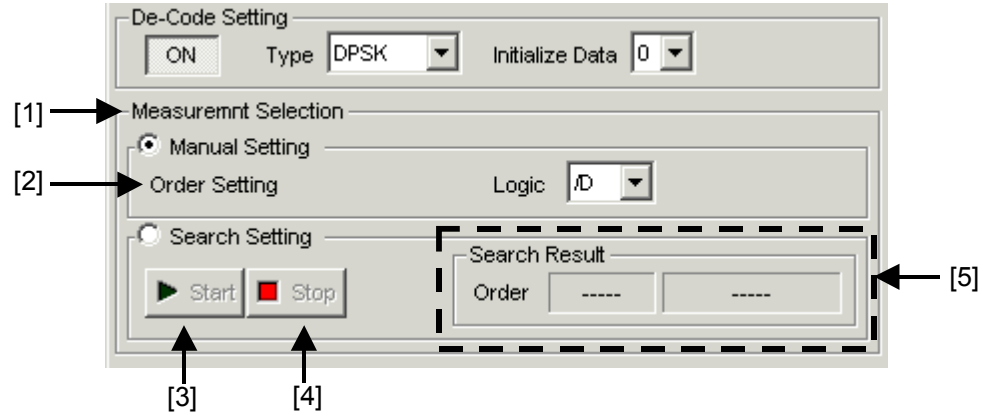 De-Code Setting
ON Type DPSK Initialize Data 0
[1] Measuremnt Selection
Manual Setting
[2] Order Setting Logic /D
Search Setting
Search Result
Start Stop Order ----- -----
[5]
[3] [4]